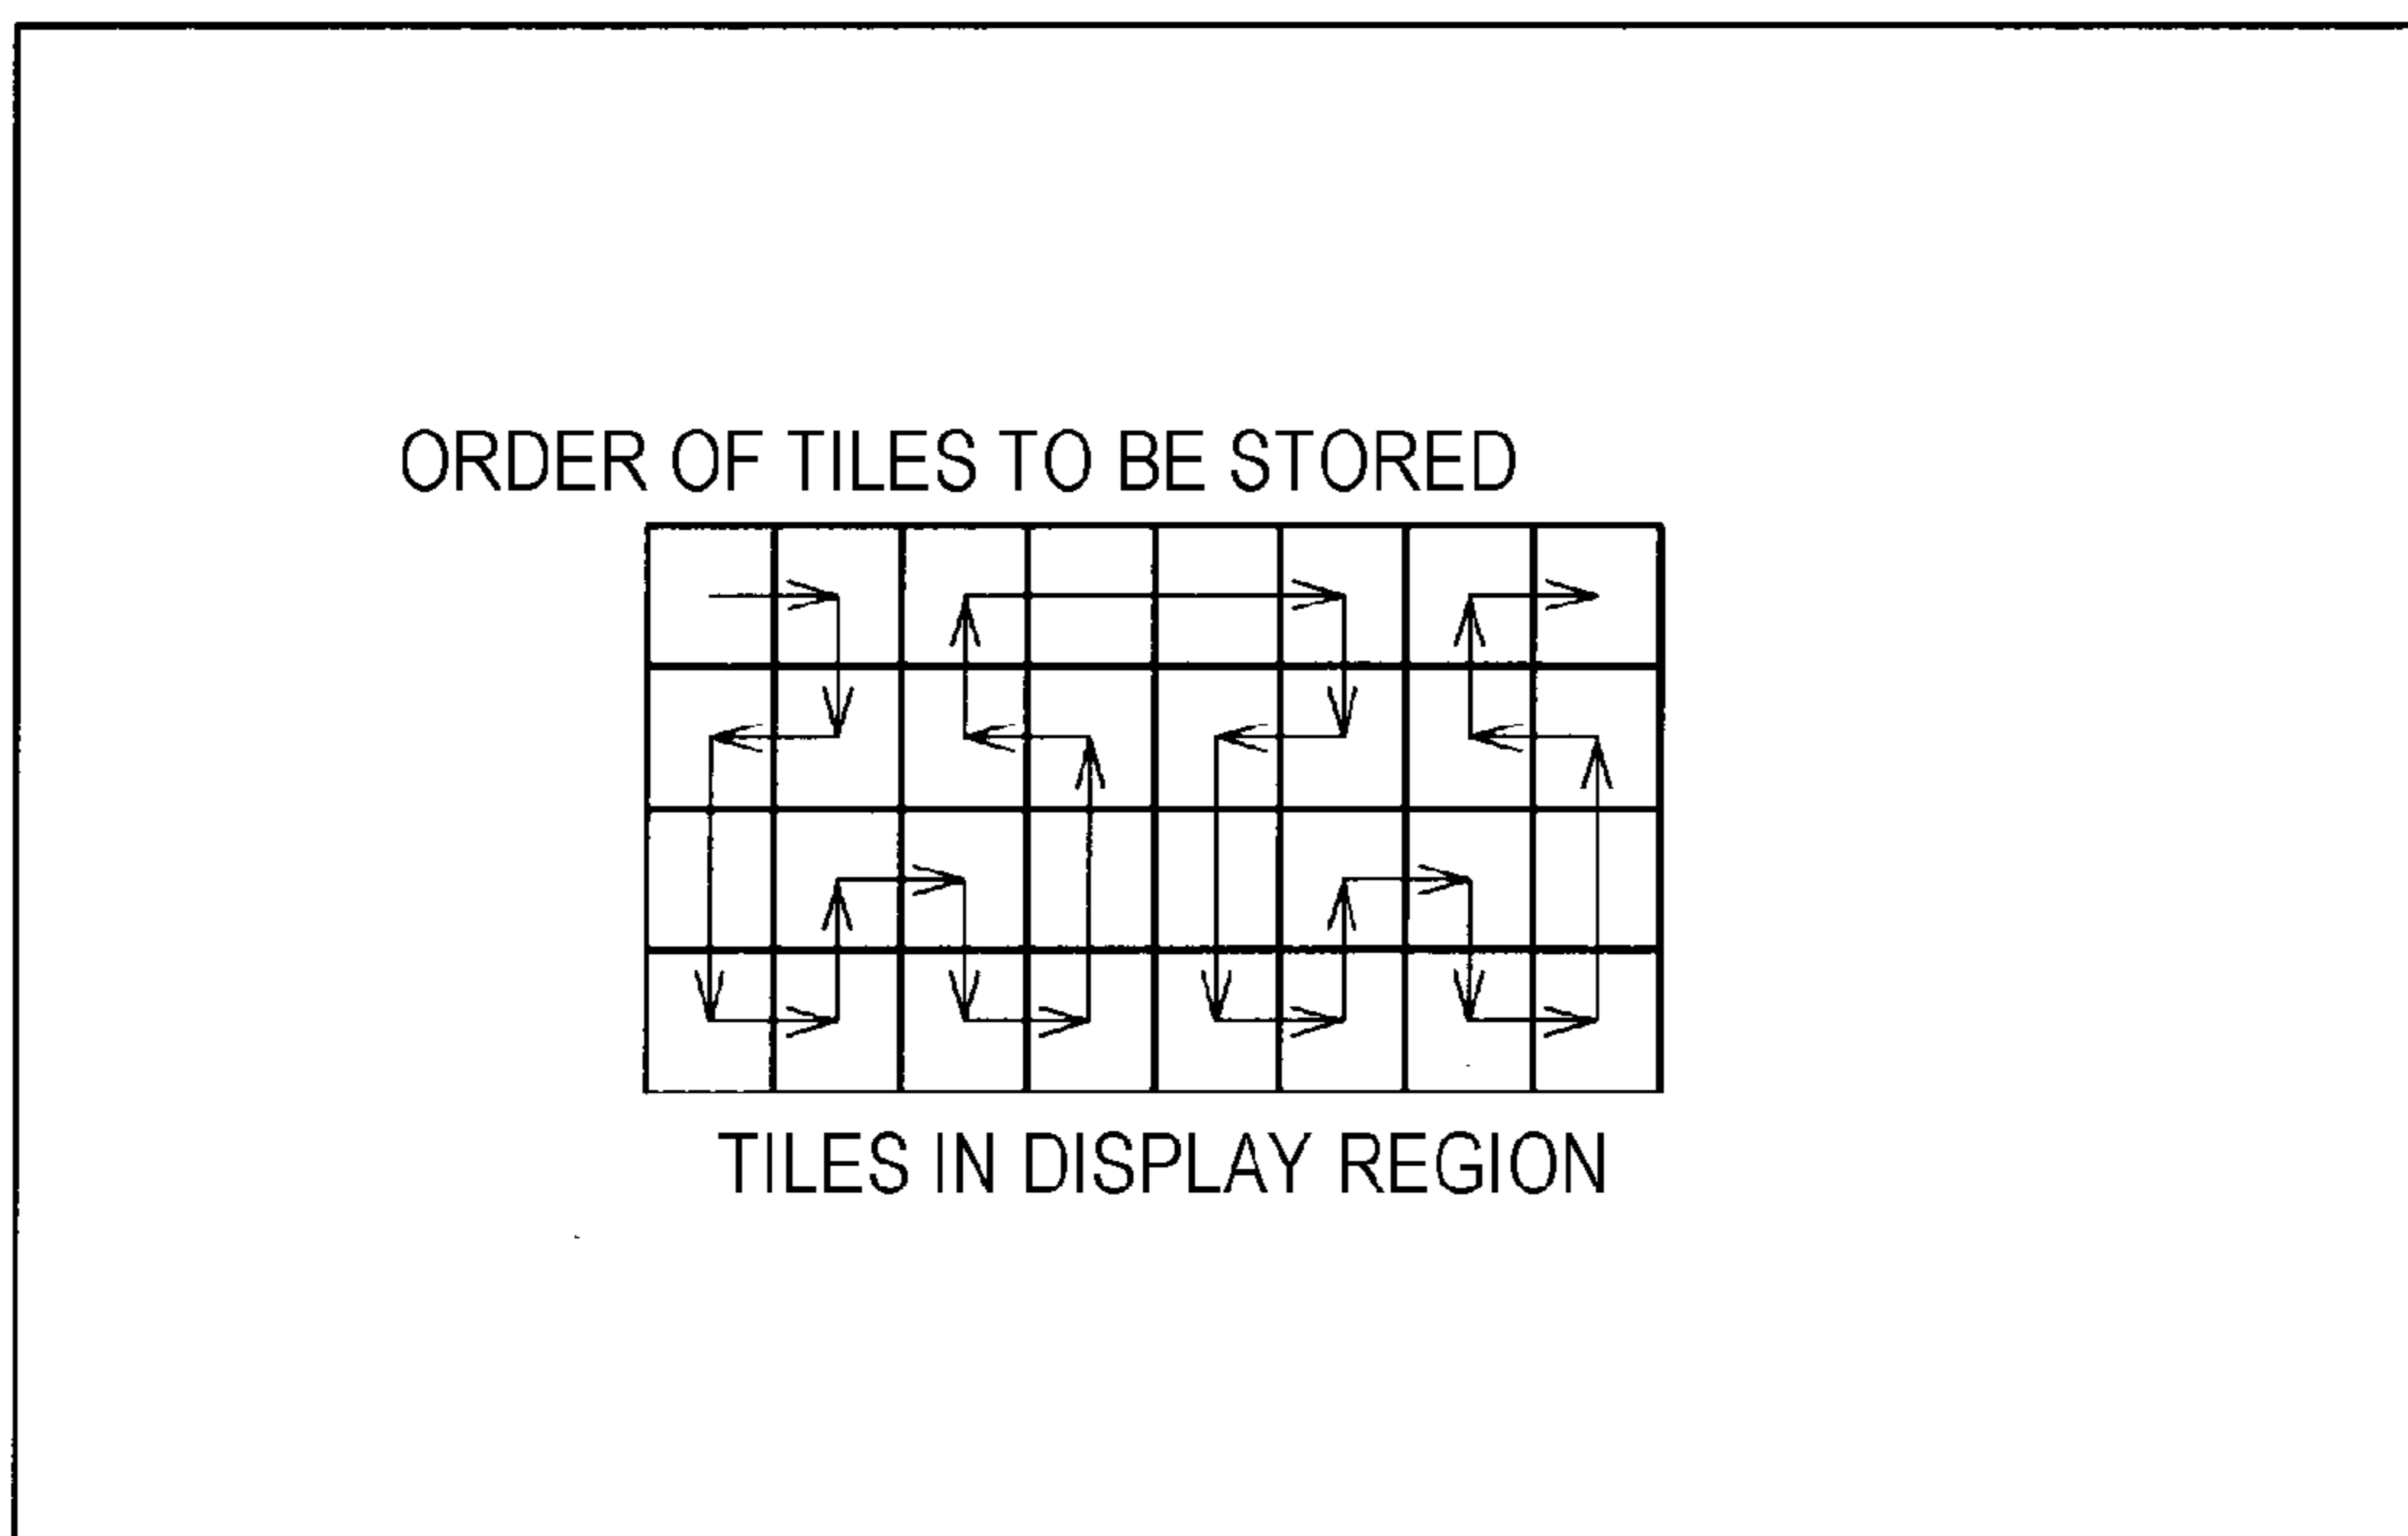 ORDER OF TILES TO BE STORED
TILES IN DISPLAY REGION